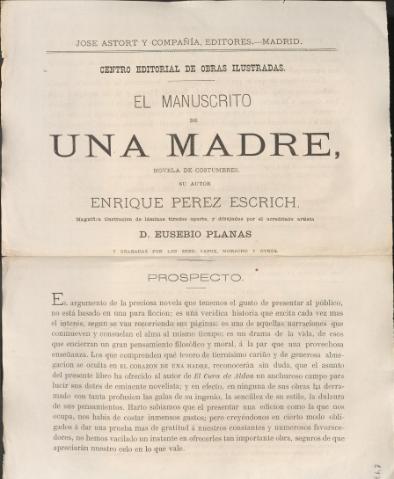 JOSE ASTORT Y COMPAÑÍA, EDITORES.—MADRID.
CENTRO EDITORIAL DE OBRAS ILUSTRADAS.
EL MANUSCRITO
DE
UNA MADRE,
NOVELA DE COSTUMBRES.
SU AUTOR
ENRIQUE PEREZ ESCRICH.
Magnífica ilustracion de láminas tiradas aparte, y dibujadas por el acreditado artista
D. EUSEBIO PLANAS
Y GRABADAS POR LOS SRES. CAPUZ, MORACHO Y OTROS.
PROSPECTO.
El argumento de la preciosa novela que tenemos el gusto de presentar al público,
no está basado en una pura ficcion; es una verídica historia que excita cada vez mas
el interés, segun se van recorriendo sus páginas: es una de aquellas narraciones que
conmueven y consuelan el alma al mismo tiempo; es un drama de la vida, de esos
que encierran un gran pensamiento filosófico y moral, á la par que una provechosa
enseñanza. Los que comprenden qué tesoro de tiernísimo cariño y de generosa abne-
gacion se oculta en EL CORAZON DE UNA MADRE, reconocerán sin duda, que el asunto
del presente libro ha ofrecido al autor de El Cura de Aldea un anchuroso campo para
lucir sus dotes de eminente novelista; y en efecto, en ninguna de sus obras ha derra-
mado con tanta profusion las galas de su ingenio, la sencillez de su estilo, la dulzura
de sus pensamientos. Harto sabíamos que el presentar una edicion como la que nos
ocupa, nos habia de costar inmensos gastos; pero creyéndonos en cierto modo obli-
gados á dar una prueba mas de gratitud á nuestros constantes y numerosos favorece-
dores, no hemos vacilado un instante en ofrecerles tan importante obra, seguros de que
apreciarán nuestro celo en lo que vale.